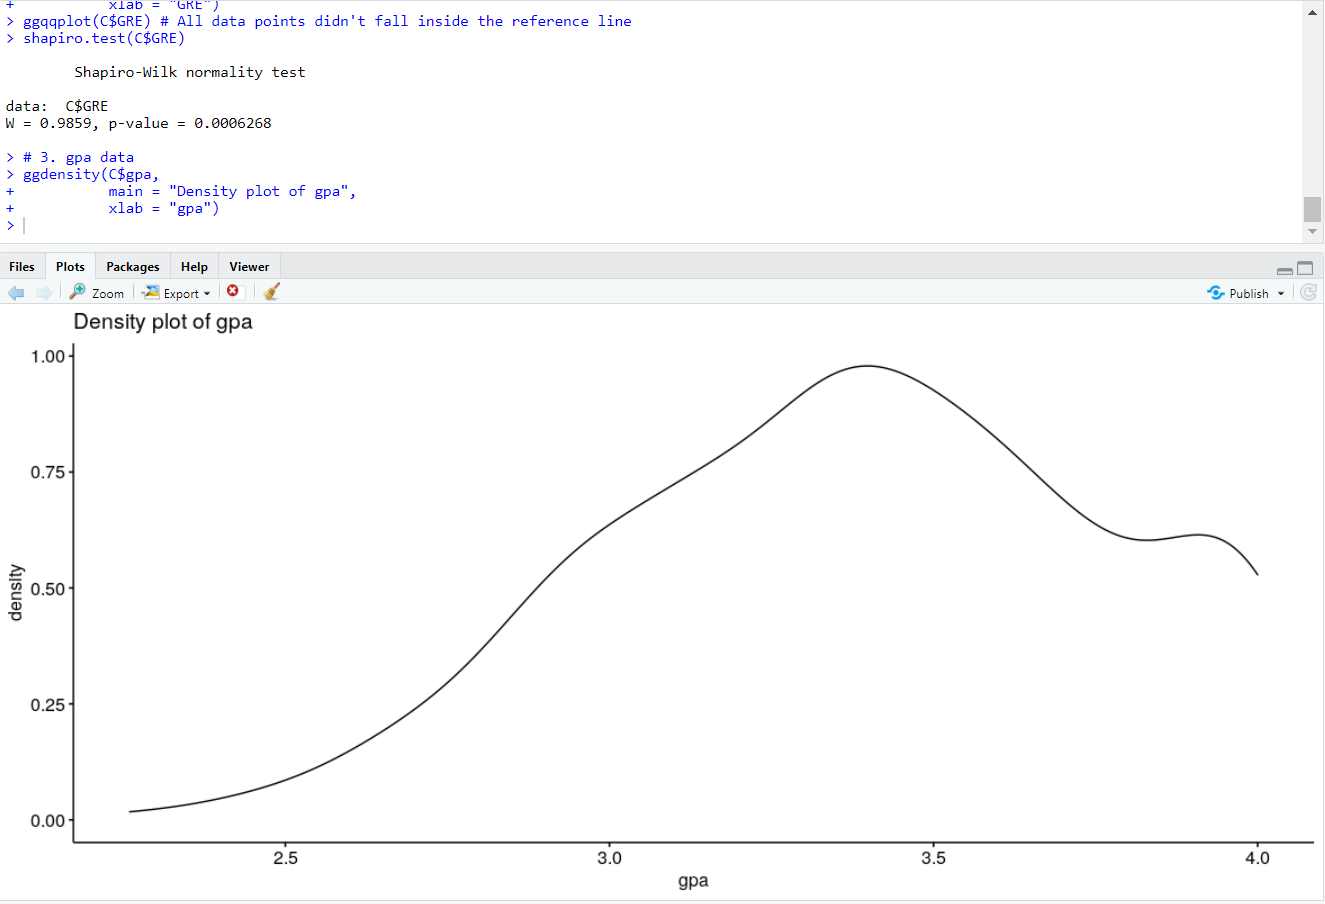 +           xlab = "GRE")
> ggqqplot(C$GRE) # All data points didn't fall inside the reference line
> shapiro.test(C$GRE)
        Shapiro-Wilk normality test
data:  C$GRE
W = 0.9859, p-value = 0.0006268
> # 3. gpa data
> ggdensity(C$gpa,
+           main = "Density plot of gpa",
+           xlab = "gpa")
>
Files Plots Packages Help Viewer
Zoom Export Publish
Density plot of gpa
1.00
0.75
0.50
0.25
0.00
density
2.5 3.0 3.5 4.0
gpa